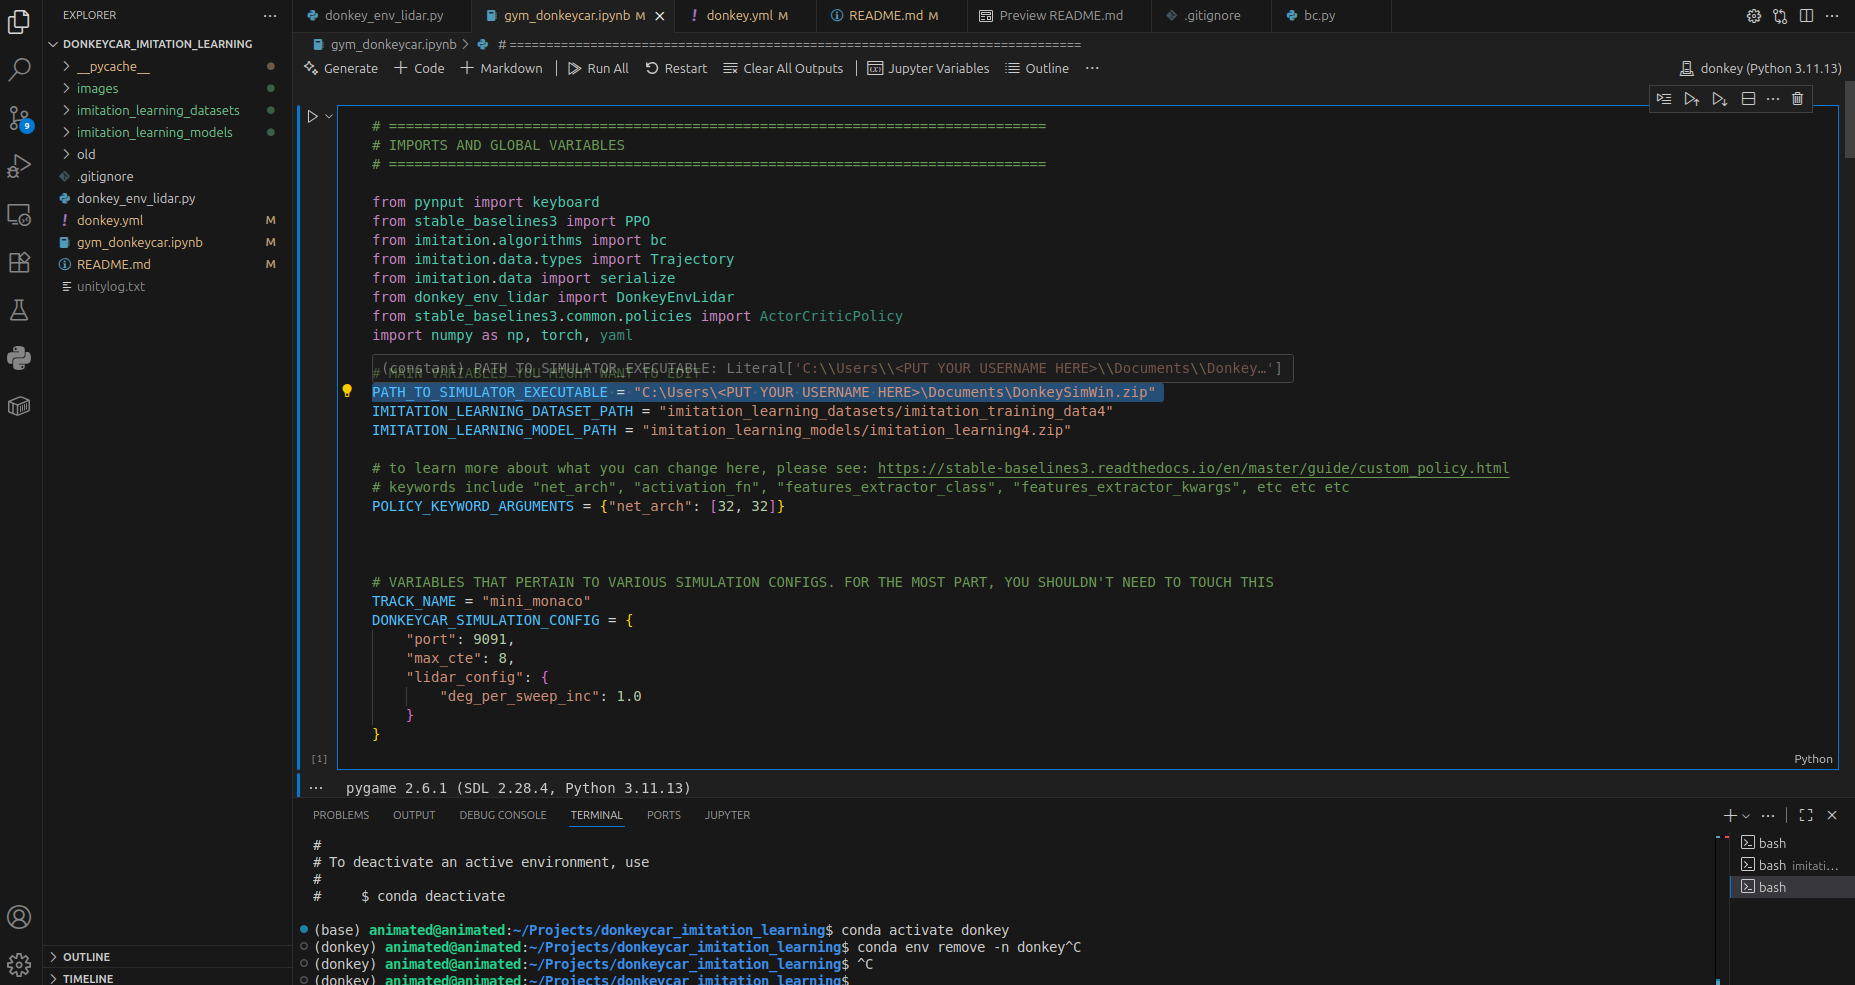 EXPLORER
DONKEYCAR_IMITATION_LEARNING
__pycache__
images
imitation_learning_datasets
imitation_learning_models
old
.gitignore
donkey_env_lidar.py
donkey.yml M
gym_donkeycar.ipynb M
README.md M
unitylog.txt
OUTLINE
TIMELINE
9
donkey_env_lidar.py
gym_donkeycar.ipynb M
donkey.yml M
README.md M
Preview README.md
.gitignore
bc.py
gym_donkeycar.ipynb > # ==============================================================================
Generate
Code
Markdown
Run All
Restart
Clear All Outputs
Jupyter Variables
Outline
donkey (Python 3.11.13)
# ==============================================================================
# IMPORTS AND GLOBAL VARIABLES
# ==============================================================================
from pynput import keyboard
from stable_baselines3 import PPO
from imitation.algorithms import bc
from imitation.data.types import Trajectory
from imitation.data import serialize
from donkey_env_lidar import DonkeyEnvLidar
from stable_baselines3.common.policies import ActorCriticPolicy
import numpy as np, torch, yaml
(constant) PATH_TO_SIMULATOR_EXECUTABLE: Literal['C:\\Users\\<PUT YOUR USERNAME HERE>\\Documents\\Donkey…']
# MAIN VARIABLES YOU MIGHT WANT TO EDIT
PATH_TO_SIMULATOR_EXECUTABLE = "C:\Users\<PUT YOUR USERNAME HERE>\Documents\DonkeySimWin.zip"
IMITATION_LEARNING_DATASET_PATH = "imitation_learning_datasets/imitation_training_data4"
IMITATION_LEARNING_MODEL_PATH = "imitation_learning_models/imitation_learning4.zip"
# to learn more about what you can change here, please see: https://stable-baselines3.readthedocs.io/en/master/guide/custom_policy.html
# keywords include "net_arch", "activation_fn", "features_extractor_class", "features_extractor_kwargs", etc etc etc
POLICY_KEYWORD_ARGUMENTS = {"net_arch": [32, 32]}
# VARIABLES THAT PERTAIN TO VARIOUS SIMULATION CONFIGS. FOR THE MOST PART, YOU SHOULDN'T NEED TO TOUCH THIS
TRACK_NAME = "mini_monaco"
DONKEYCAR_SIMULATION_CONFIG = {
"port": 9091,
"max_cte": 8,
"lidar_config": {
"deg_per_sweep_inc": 1.0
}
}
[1]
Python
pygame 2.6.1 (SDL 2.28.4, Python 3.11.13)
PROBLEMS
OUTPUT
DEBUG CONSOLE
TERMINAL
PORTS
JUPYTER
#
# To deactivate an active environment, use
#
#     $ conda deactivate
(base) animated@animated:~/Projects/donkeycar_imitation_learning$ conda activate donkey
(donkey) animated@animated:~/Projects/donkeycar_imitation_learning$ conda env remove -n donkey^C
(donkey) animated@animated:~/Projects/donkeycar_imitation_learning$ ^C
(donkey) animated@animated:~/Projects/donkeycar_imitation_learning$
bash
bash imitati…
bash